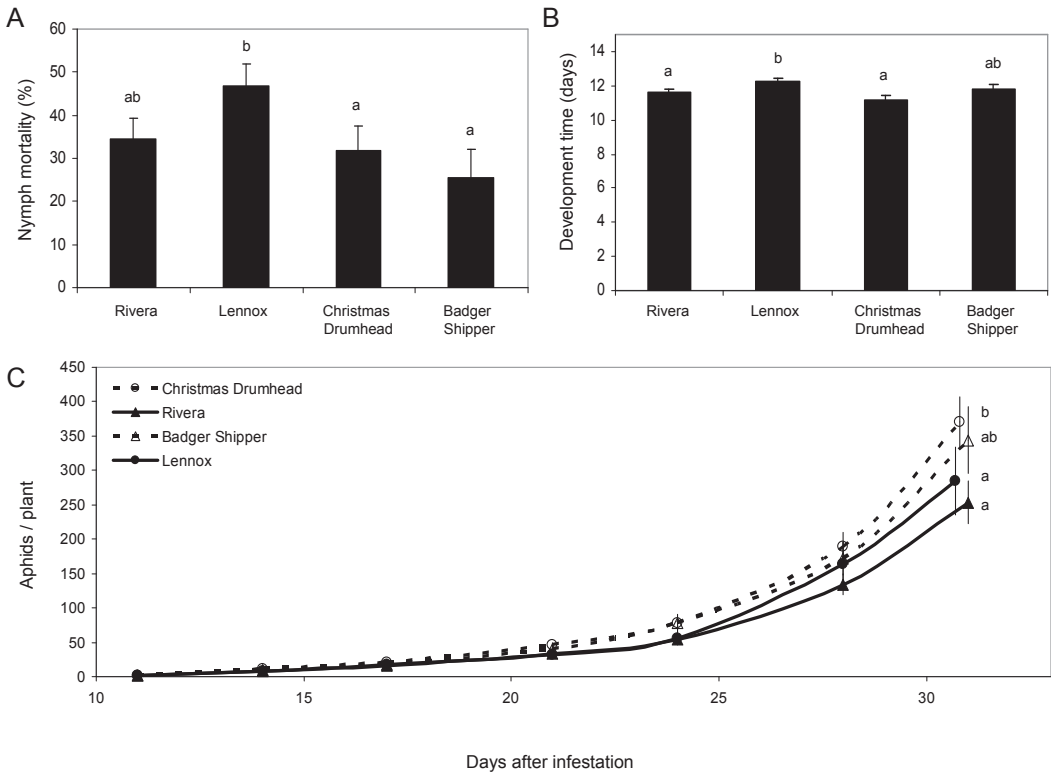 A
Nymph mortality (%)
60
50
40
30
20
10
0
ab
b
a
a
Rivera
Lennox
Christmas
Drumhead
Badger
Shipper
B
Development time (days)
14
12
10
8
6
4
2
0
a
b
a
ab
Rivera
Lennox
Christmas
Drumhead
Badger
Shipper
C
Aphids / plant
450
400
350
300
250
200
150
100
50
0
Christmas Drumhead
Rivera
Badger Shipper
Lennox
b
ab
a
a
10
15
20
25
30
Days after infestation